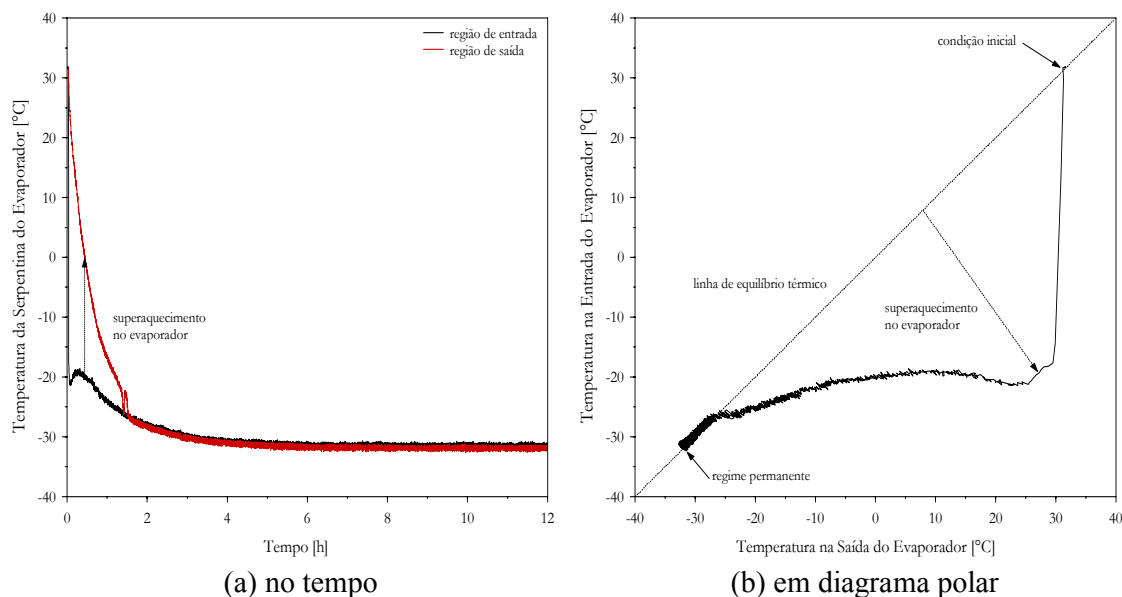 40
30
20
10
0
-10
-20
-30
-40
Temperatura da Serpentina do Evaporador [°C]
região de entrada
região de saída
superaquecimento
no evaporador
0
2
4
6
8
10
12
Tempo [h]
(a) no tempo
40
30
20
10
0
-10
-20
-30
-40
Temperatura na Entrada do Evaporador [°C]
condição inicial
linha de equilíbrio térmico
superaquecimento
no evaporador
regime permanente
-40
-30
-20
-10
0
10
20
30
40
Temperatura na Saída do Evaporador [°C]
(b) em diagrama polar